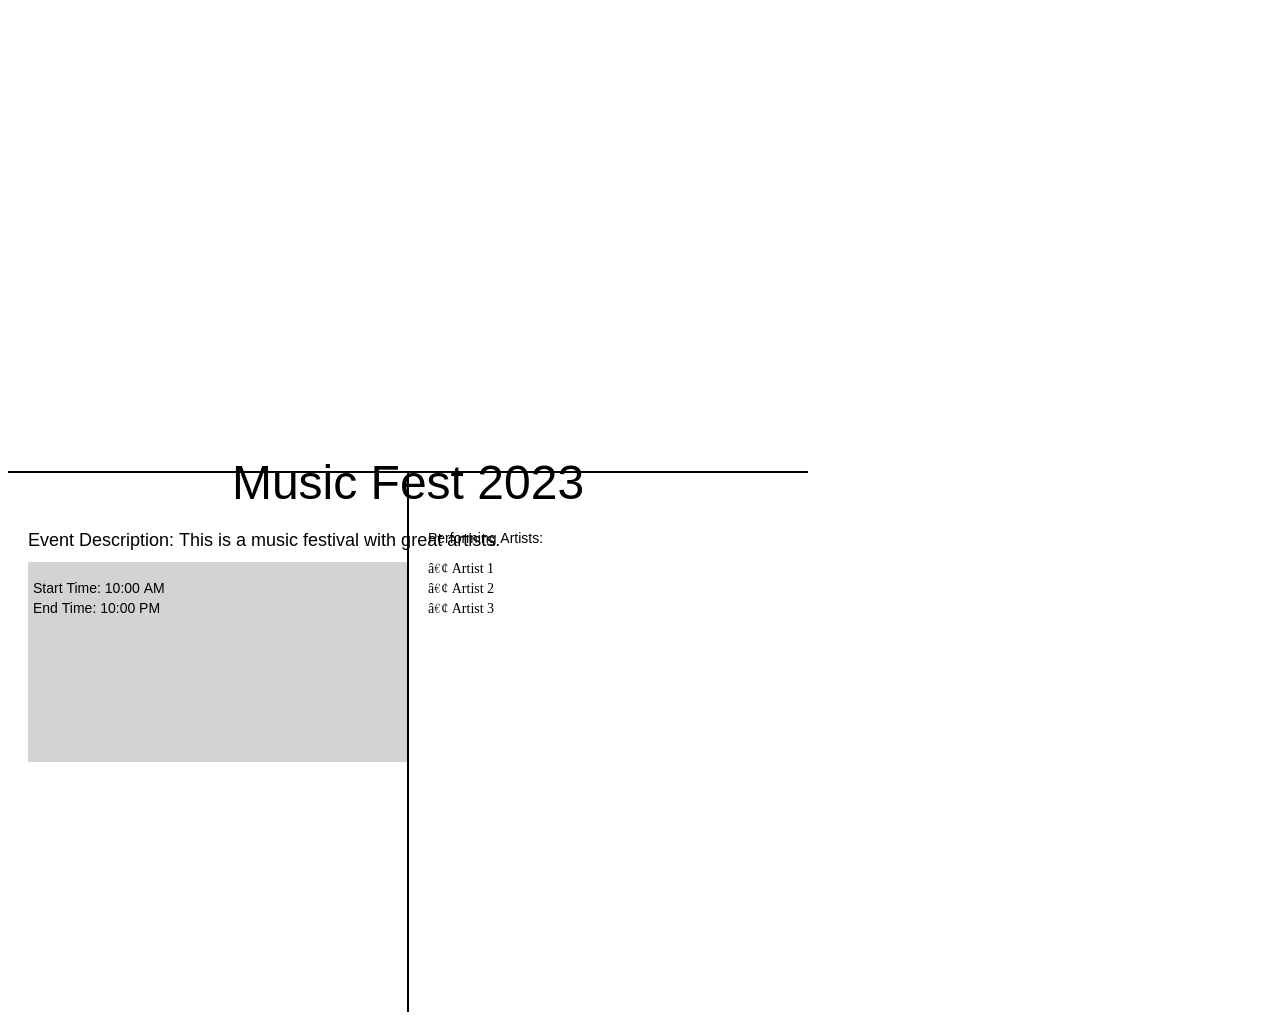 Music Fest 2023
Event Description: This is a music festival with great artists.
Start Time: 10:00 AM
End Time: 10:00 PM
Performing Artists:
â€¢ Artist 1
â€¢ Artist 2
â€¢ Artist 3